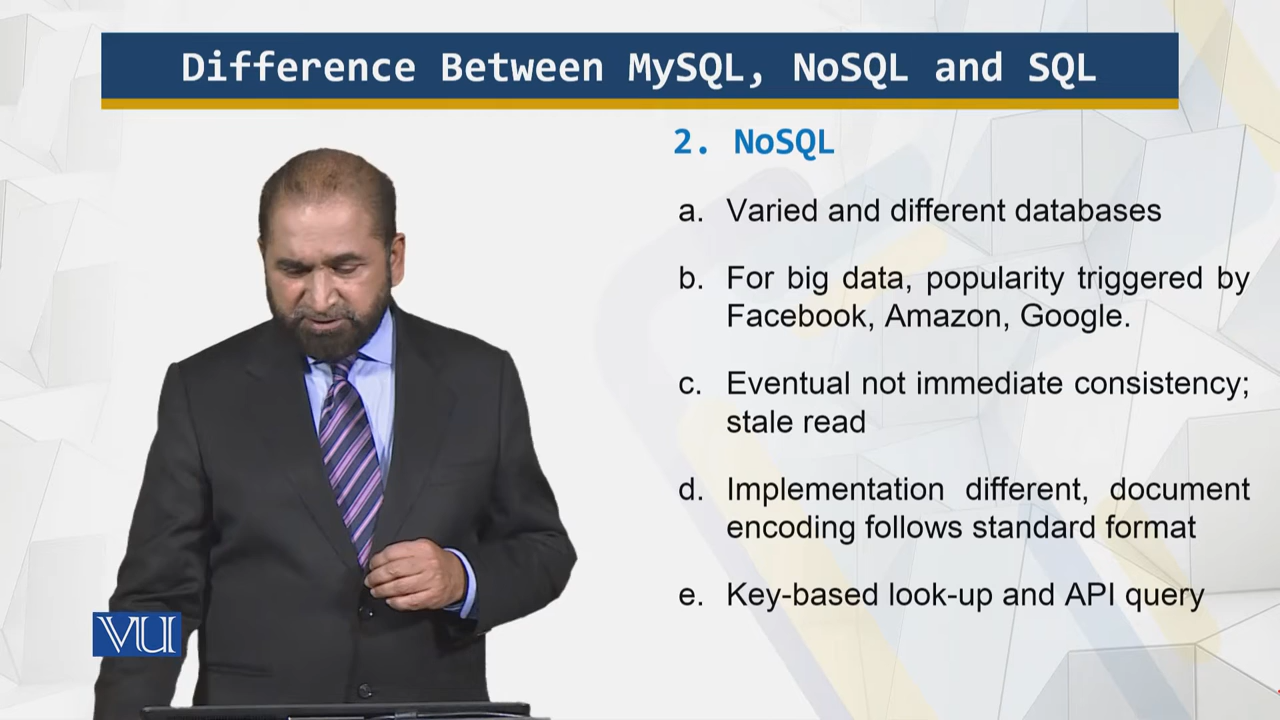 Difference Between MySQL, NoSQL and SQL
2. NoSQL
a. Varied and different databases
b. For big data, popularity triggered by
Facebook, Amazon, Google.
c. Eventual not immediate consistency;
stale read
d. Implementation different, document
encoding follows standard format
e. Key-based look-up and API query
VU